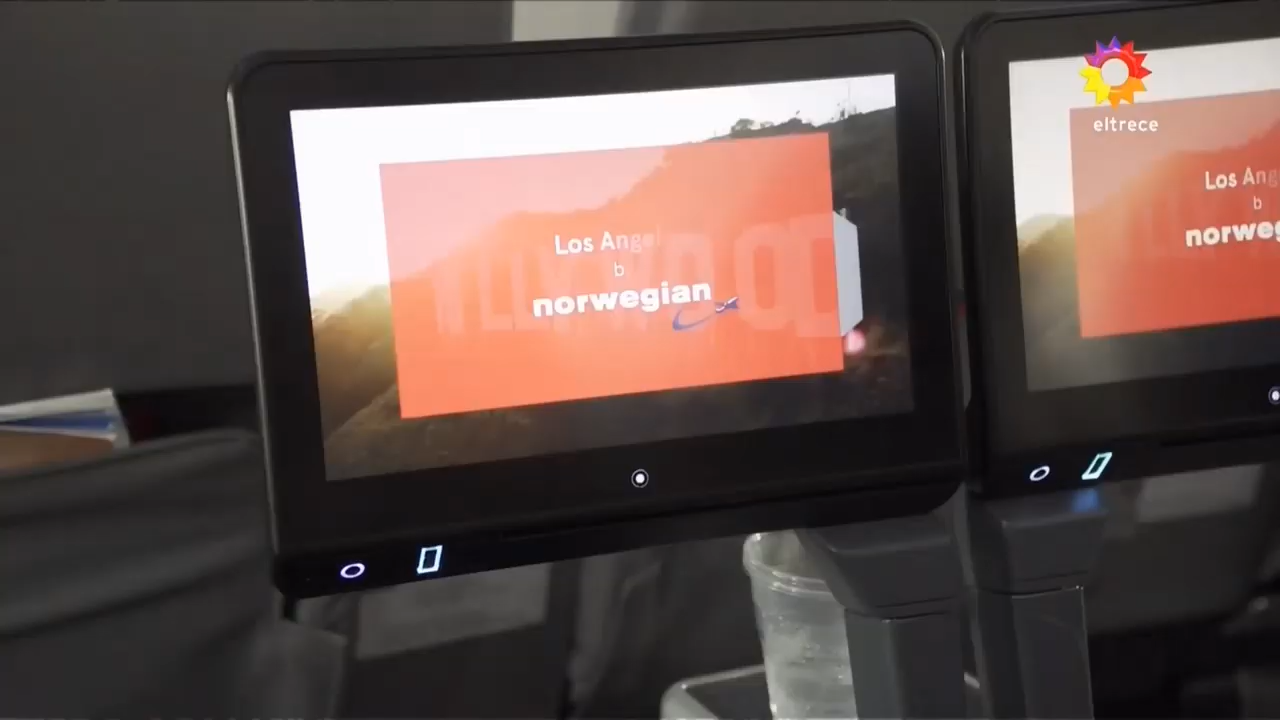 Los Angel
b
norwegian
eltrece
Los Ang
b
norweg